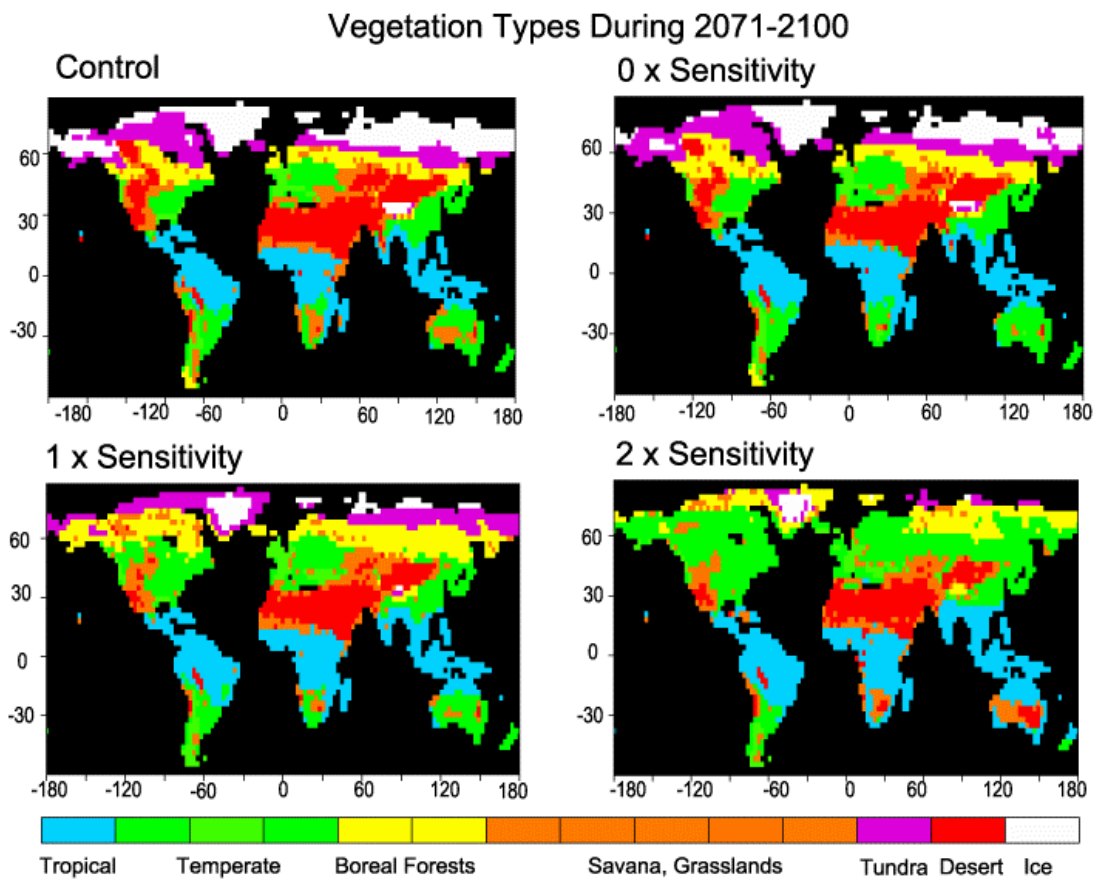 Vegetation Types During 2071-2100
Control
0 x Sensitivity
60
30
0
-30
-180 -120 -60 0 60 120 180
60
30
0
-30
-180 -120 -60 0 60 120 180
1 x Sensitivity
2 x Sensitivity
60
30
0
-30
-180 -120 -60 0 60 120 180
60
30
0
-30
-180 -120 -60 0 60 120 180
Tropical Temperate Boreal Forests Savana, Grasslands Tundra Desert Ice